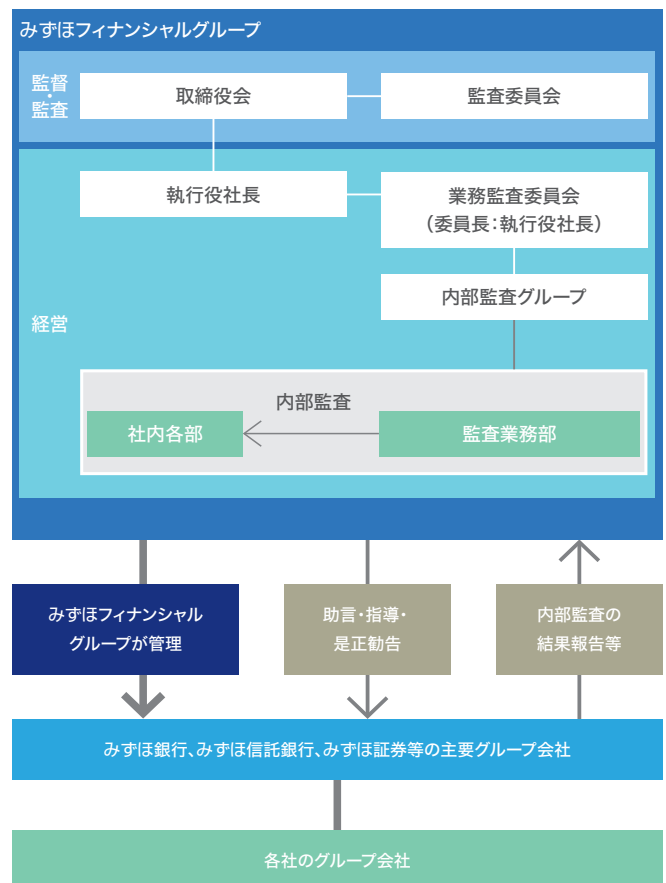 みずほフィナンシャルグループ
監督
・
監査
取締役会
監査委員会
執行役社長
業務監査委員会
（委員長：執行役社長）
内部監査グループ
経営
内部監査
社内各部
監査業務部
みずほフィナンシャル
グループが管理
助言・指導・
是正勧告
内部監査の
結果報告等
みずほ銀行、みずほ信託銀行、みずほ証券等の主要グループ会社
各社のグループ会社